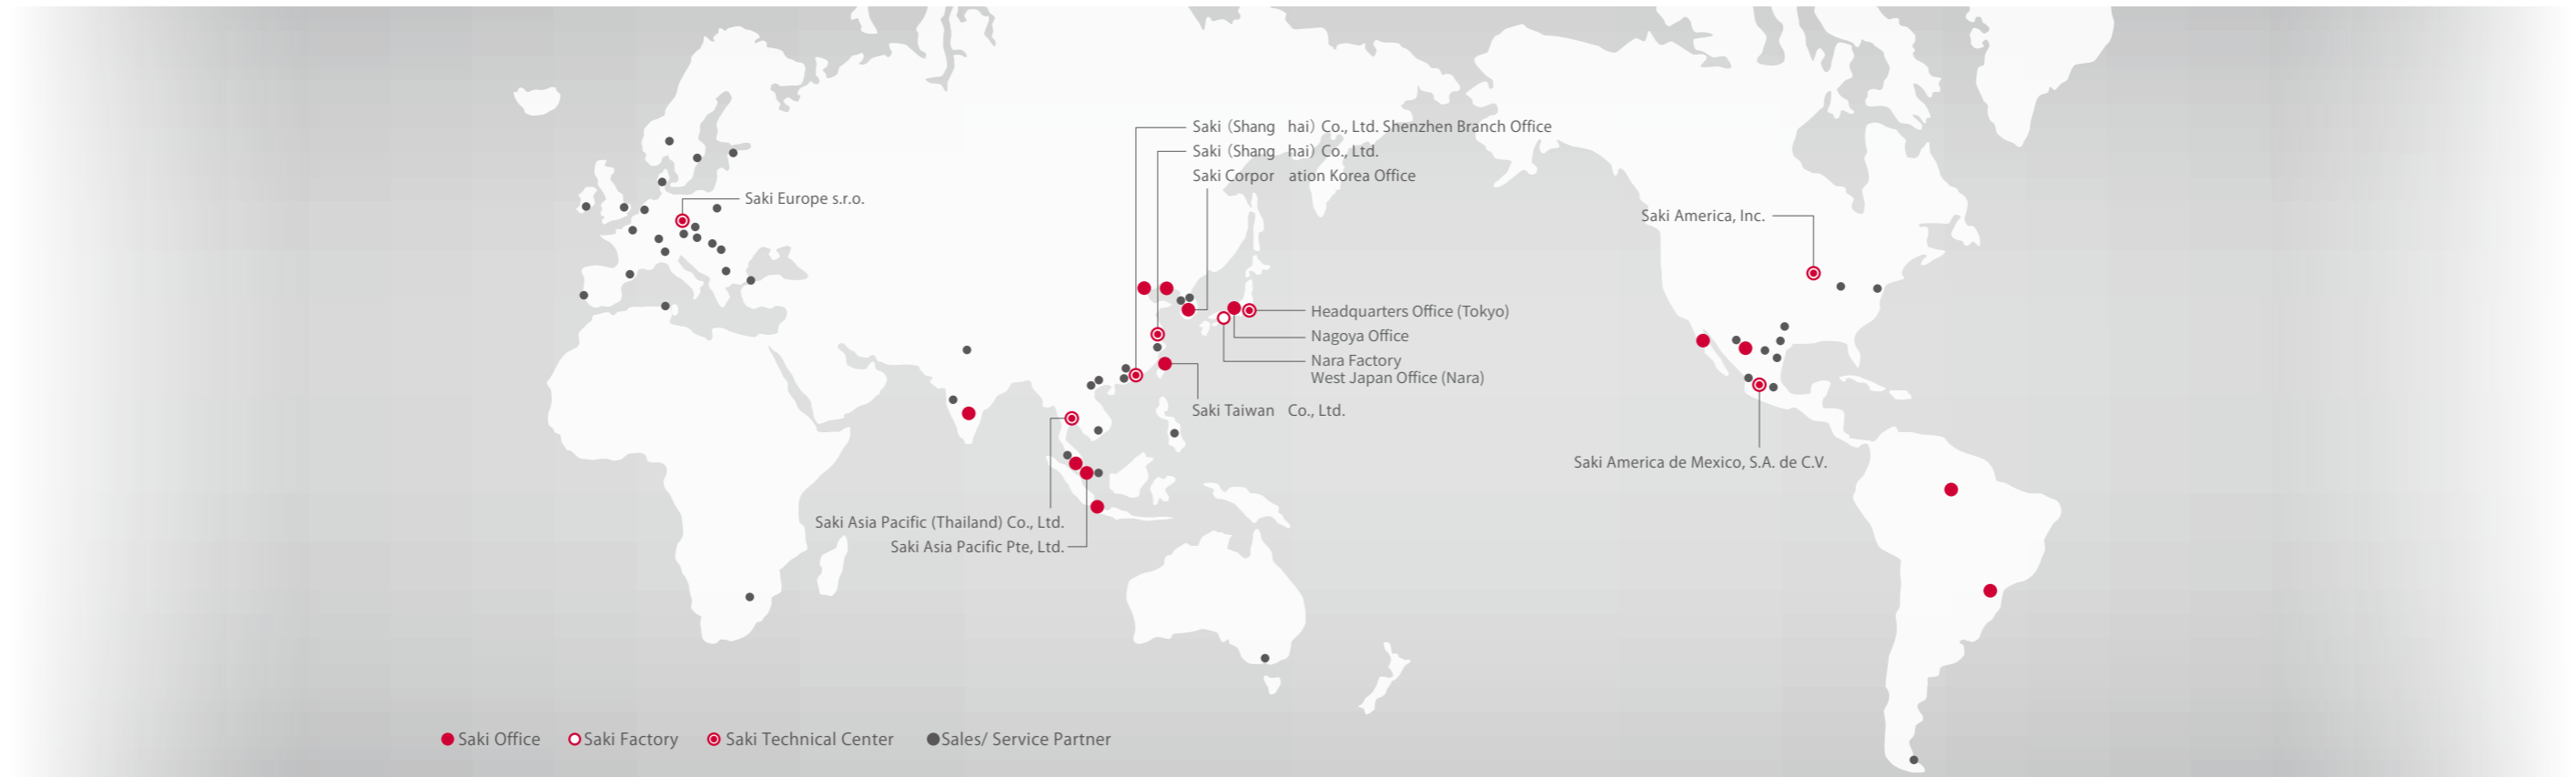 Saki (Shang hai) Co., Ltd. Shenzhen Branch Office
Saki (Shang hai) Co., Ltd.
Saki Corpor ation Korea Office
Saki Europe s.r.o.
Saki America, Inc.
Headquarters Office (Tokyo)
Nagoya Office
Nara Factory
West Japan Office (Nara)
Saki Taiwan Co., Ltd.
Saki America de Mexico, S.A. de C.V.
Saki Asia Pacific (Thailand) Co., Ltd.
Saki Asia Pacific Pte, Ltd.
Saki Office Saki Factory Saki Technical Center Sales/ Service Partner